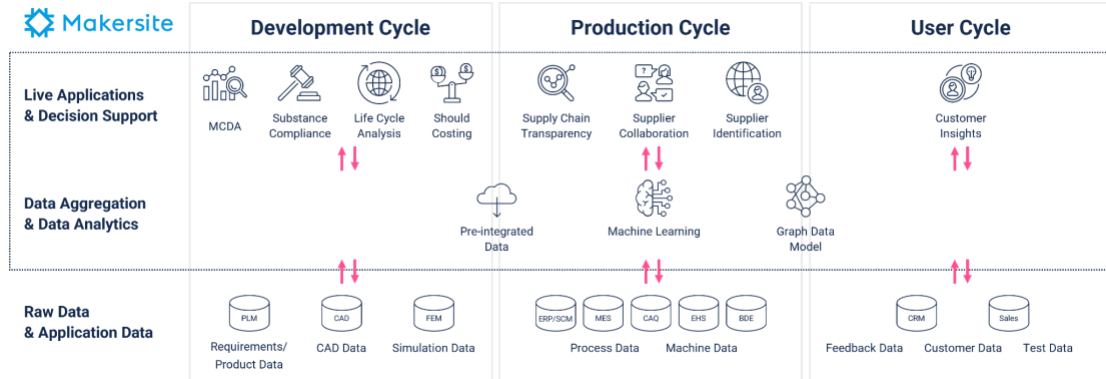 Makersite
Development Cycle
Production Cycle
User Cycle
Live Applications
& Decision Support
MCDA
Substance
Compliance
Life Cycle
Analysis
$ $
Should
Costing
Supply Chain
Transparency
?
Supplier
Collaboration
Supplier
Identification
Customer
Insights
Data Aggregation
& Data Analytics
Pre-integrated
Data
Machine Learning
Graph Data
Model
Raw Data
& Application Data
PLM
CAD
FEM
ERP/SCM
MES
CAQ
EHS
BDE
CRM
Sales
Requirements/
Product Data
CAD Data
Simulation Data
Process Data
Machine Data
Feedback Data
Customer Data
Test Data